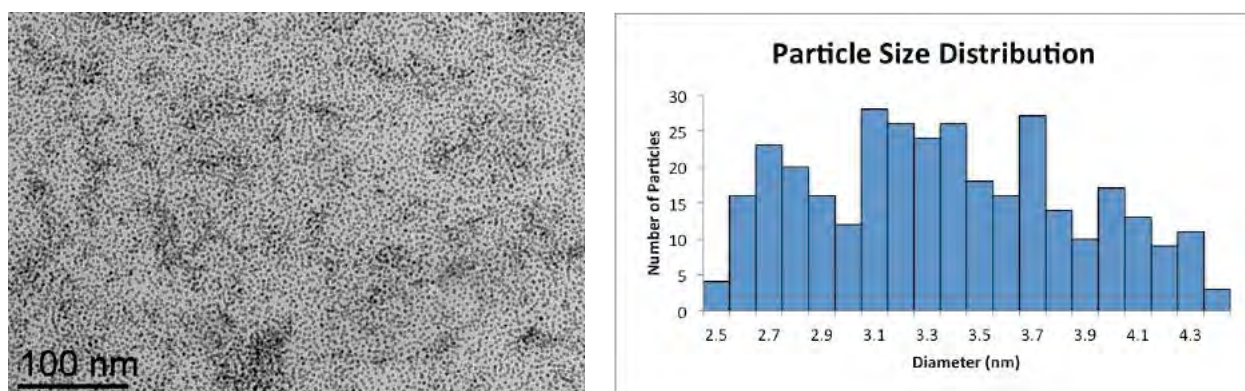 100 nm
Particle Size Distribution
Number of Particles
30
25
20
15
10
5
0
2.5 2.7 2.9 3.1 3.3 3.5 3.7 3.9 4.1 4.3
Diameter (nm)